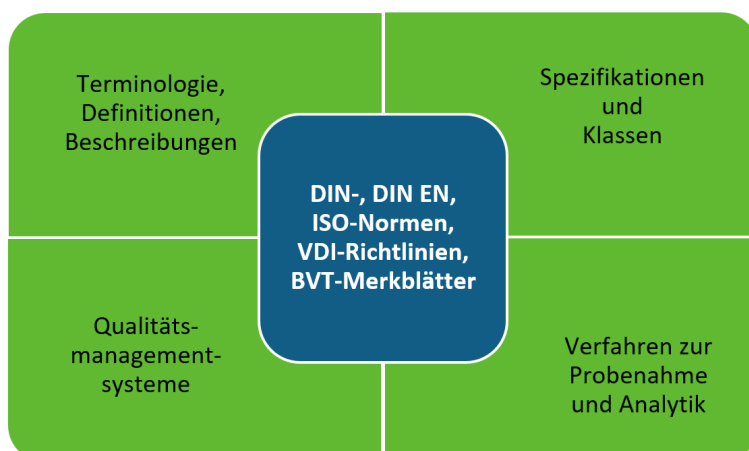 Terminologie,
Definitionen,
Beschreibungen
Spezifikationen
und
Klassen
DIN-, DIN EN,
ISO-Normen,
VDI-Richtlinien,
BVT-Merkblätter
Qualitäts-
management-
systeme
Verfahren zur
Probenahme
und Analytik